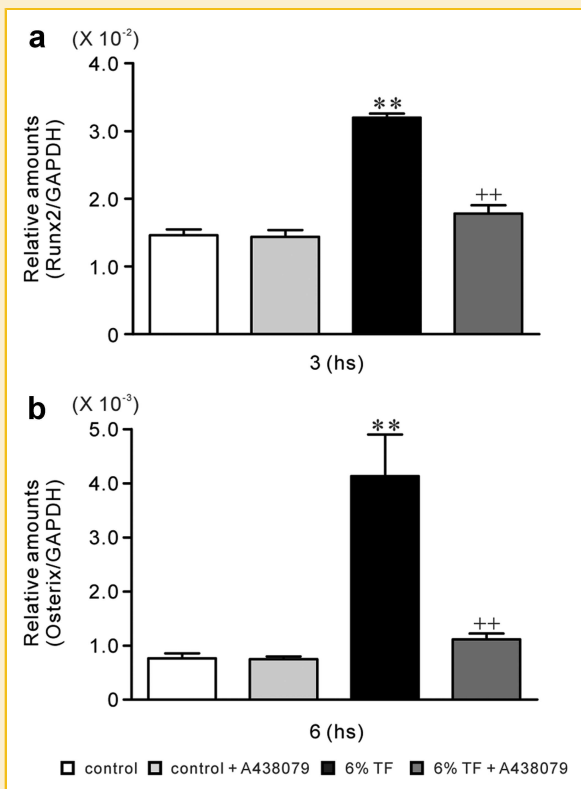 a (X 10⁻²)
4.0
3.0
2.0
1.0
0
Relative amounts
(Runx2/GAPDH)
**
++
3 (hs)
b (X 10⁻³)
5.0
4.0
3.0
2.0
1.0
0
Relative amounts
(Osterix/GAPDH)
**
++
6 (hs)
control control + A438079 6% TF 6% TF + A438079